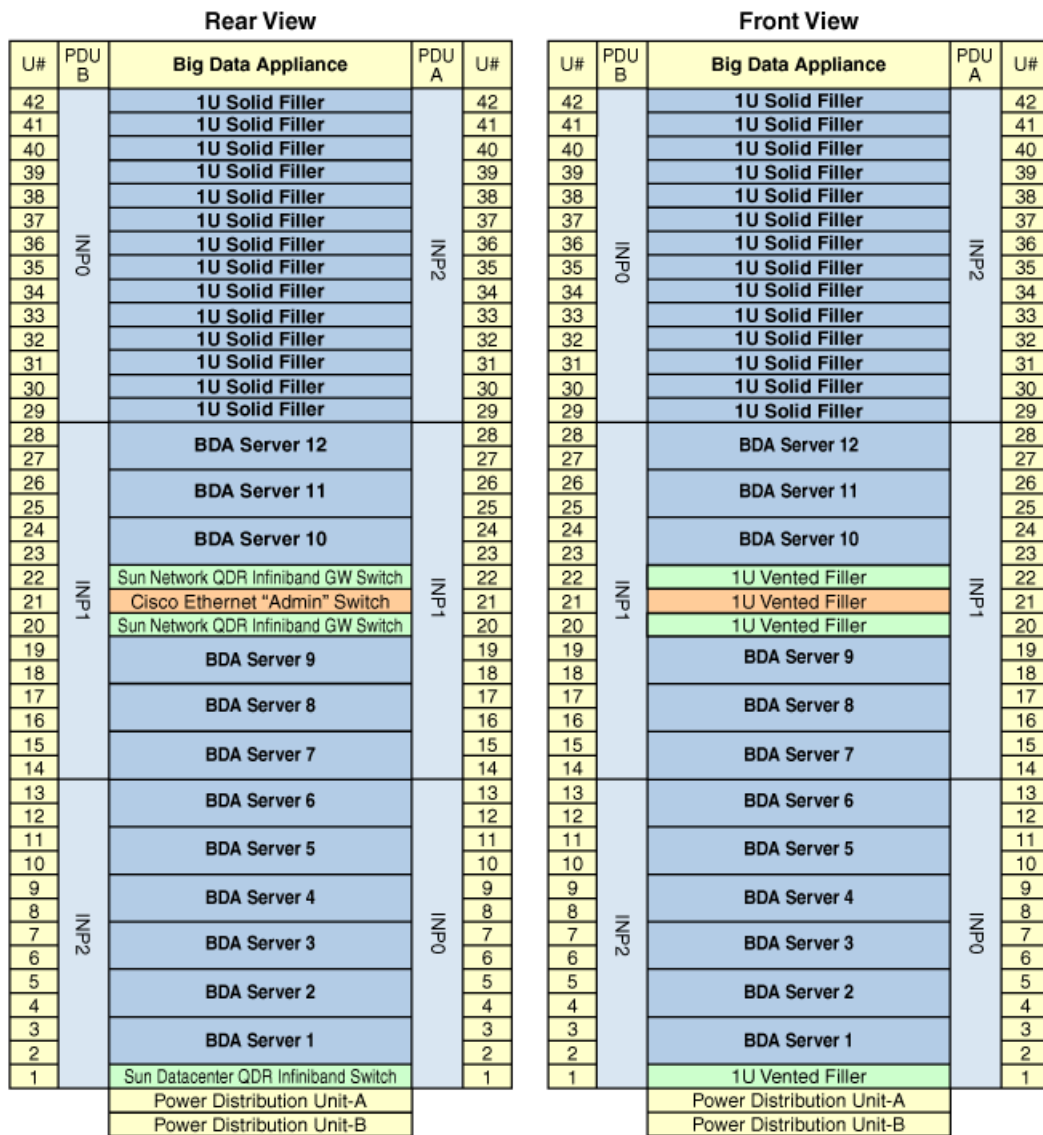 Rear View
U# PDU B Big Data Appliance PDU A U#
42 1U Solid Filler 42
41 1U Solid Filler 41
40 1U Solid Filler 40
39 1U Solid Filler 39
38 1U Solid Filler 38
37 1U Solid Filler 37
36 1U Solid Filler 36
35 1U Solid Filler 35
34 1U Solid Filler 34
33 1U Solid Filler 33
32 1U Solid Filler 32
31 1U Solid Filler 31
30 1U Solid Filler 30
29 1U Solid Filler 29
INP0 INP2
28 BDA Server 12 28
27 27
26 BDA Server 11 26
25 25
24 BDA Server 10 24
23 23
22 Sun Network QDR Infiniband GW Switch 22
21 Cisco Ethernet “Admin” Switch 21
20 Sun Network QDR Infiniband GW Switch 20
19 BDA Server 9 19
18 18
17 BDA Server 8 17
16 16
15 BDA Server 7 15
14 14
INP1 INP1
13 BDA Server 6 13
12 12
11 BDA Server 5 11
10 10
9 BDA Server 4 9
8 8
7 BDA Server 3 7
6 6
5 BDA Server 2 5
4 4
3 BDA Server 1 3
2 2
1 Sun Datacenter QDR Infiniband Switch 1
INP2 INP0
Power Distribution Unit-A
Power Distribution Unit-B
Front View
U# PDU B Big Data Appliance PDU A U#
42 1U Solid Filler 42
41 1U Solid Filler 41
40 1U Solid Filler 40
39 1U Solid Filler 39
38 1U Solid Filler 38
37 1U Solid Filler 37
36 1U Solid Filler 36
35 1U Solid Filler 35
34 1U Solid Filler 34
33 1U Solid Filler 33
32 1U Solid Filler 32
31 1U Solid Filler 31
30 1U Solid Filler 30
29 1U Solid Filler 29
INP0 INP2
28 BDA Server 12 28
27 27
26 BDA Server 11 26
25 25
24 BDA Server 10 24
23 23
22 1U Vented Filler 22
21 1U Vented Filler 21
20 1U Vented Filler 20
19 BDA Server 9 19
18 18
17 BDA Server 8 17
16 16
15 BDA Server 7 15
14 14
INP1 INP1
13 BDA Server 6 13
12 12
11 BDA Server 5 11
10 10
9 BDA Server 4 9
8 8
7 BDA Server 3 7
6 6
5 BDA Server 2 5
4 4
3 BDA Server 1 3
2 2
1 1U Vented Filler 1
INP2 INP0
Power Distribution Unit-A
Power Distribution Unit-B